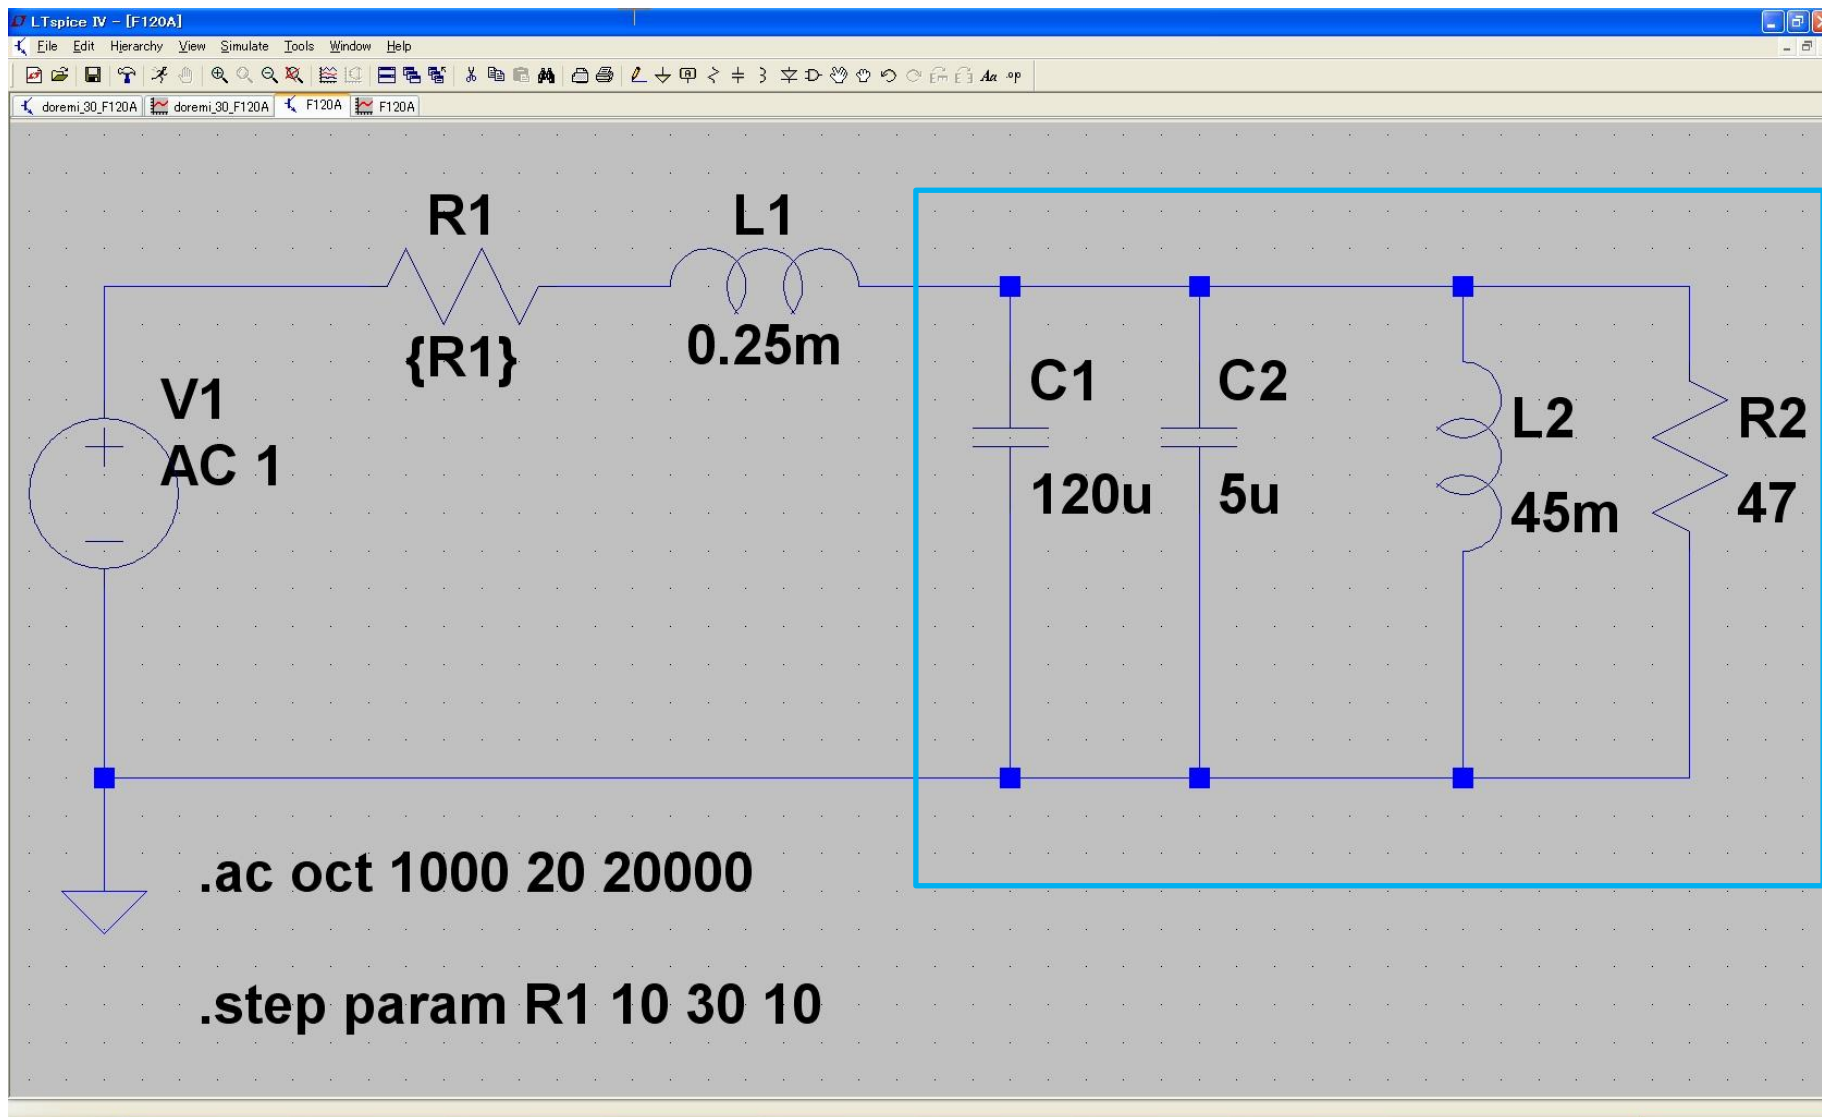 LTspice IV - [F120A]
File Edit Hierarchy View Simulate Tools Window Help
Aa .op
doremi_30_F120A doremi_30_F120A F120A F120A
R1
{R1}
L1
0.25m
V1
AC 1
C1
120u
C2
5u
L2
45m
R2
47
.ac oct 1000 20 20000
.step param R1 10 30 10